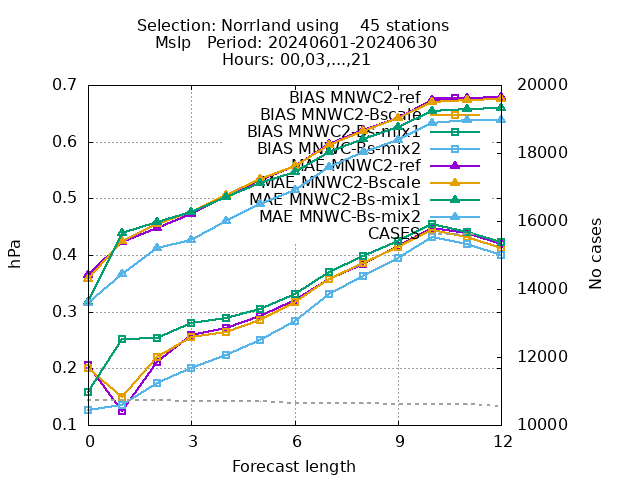 Selection: Norrland using    45 stations
Mslp   Period: 20240601-20240630
Hours: 00,03,...,21
0.7
0.6
0.5
0.4
0.3
0.2
0.1
hPa
BIAS MNWC2-ref
BIAS MNWC2-Bscale
BIAS MNWC2-Bs-mix1
BIAS MNWC-Bs-mix2
MAE MNWC2-ref
MAE MNWC2-Bscale
MAE MNWC2-Bs-mix1
MAE MNWC-Bs-mix2
CASES
20000
18000
16000
14000
12000
10000
No cases
0 3 6 9 12
Forecast length